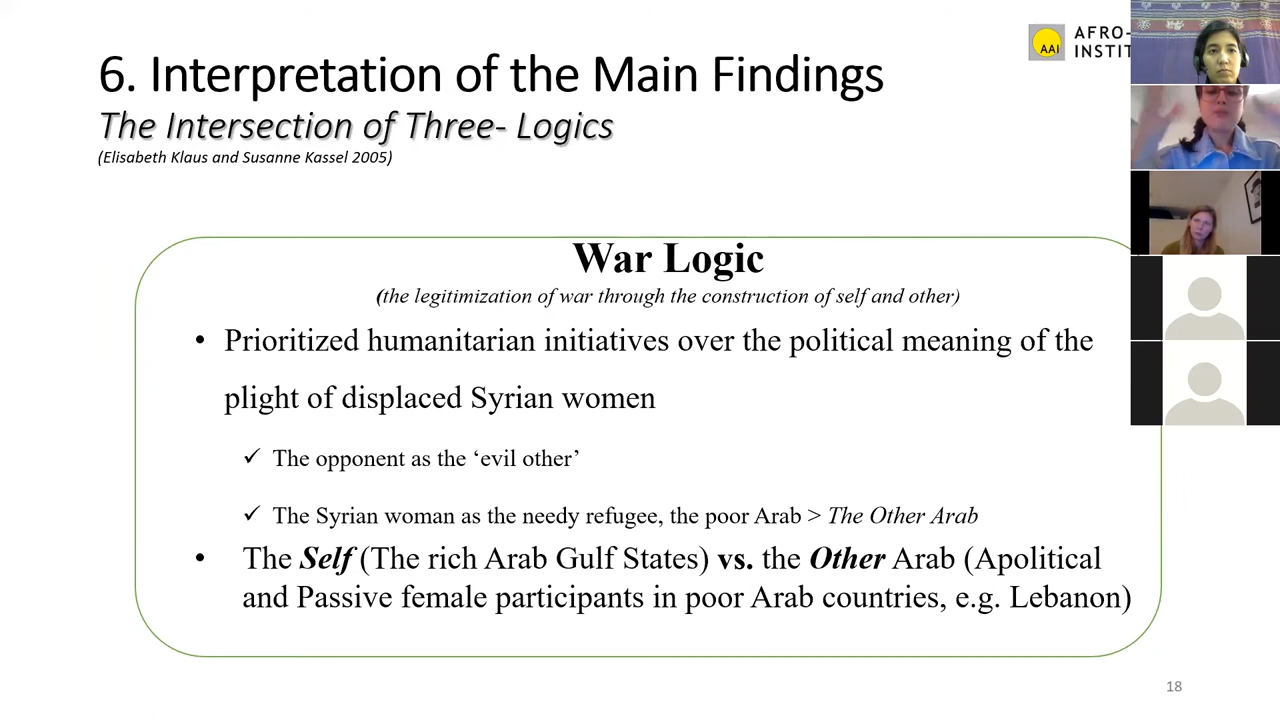 6. Interpretation of the Main Findings
The Intersection of Three- Logics
(Elisabeth Klaus and Susanne Kassel 2005)
AAI
AFRO-
INSTIT
War Logic
(the legitimization of war through the construction of self and other)
• Prioritized humanitarian initiatives over the political meaning of the
plight of displaced Syrian women
✓ The opponent as the ‘evil other’
✓ The Syrian woman as the needy refugee, the poor Arab > The Other Arab
• The Self (The rich Arab Gulf States) vs. the Other Arab (Apolitical
and Passive female participants in poor Arab countries, e.g. Lebanon)
18